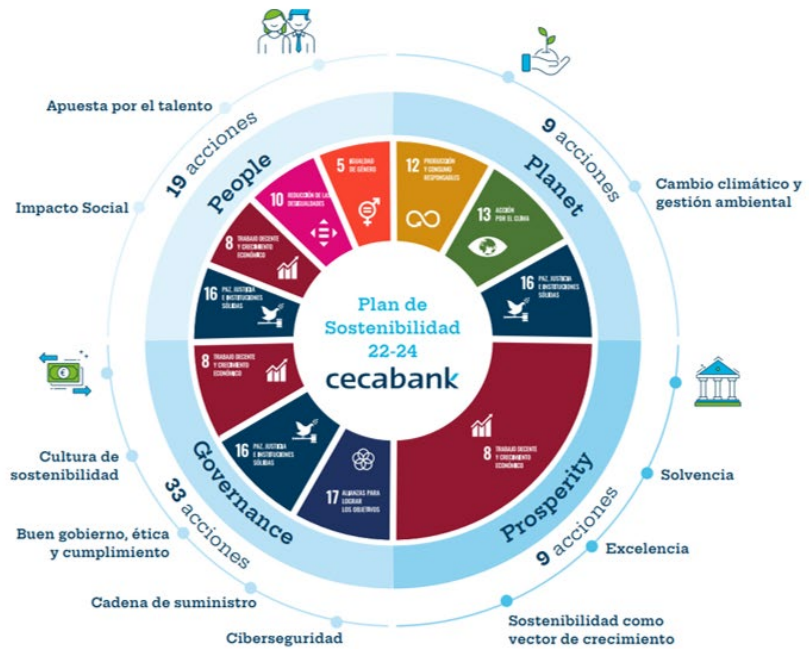 Apuesta por el talento
Impacto Social
19 acciones
People
9 acciones
Planet
Cambio climático y
gestión ambiental
5 IGUALDAD
DE GÉNERO
12 PRODUCCIÓN
Y CONSUMO
RESPONSABLES
10 REDUCCIÓN DE LAS
DESIGUALDADES
13 ACCIÓN
POR EL CLIMA
8 TRABAJO DECENTE
Y CRECIMIENTO
ECONÓMICO
16 PAZ, JUSTICIA
E INSTITUCIONES
SÓLIDAS
16 PAZ, JUSTICIA
E INSTITUCIONES
SÓLIDAS
Plan de
Sostenibilidad
22-24
cecabank
8 TRABAJO DECENTE
Y CRECIMIENTO
ECONÓMICO
16 PAZ, JUSTICIA
E INSTITUCIONES
SÓLIDAS
17 ALIANZAS PARA
LOGRAR
LOS OBJETIVOS
8 TRABAJO DECENTE
Y CRECIMIENTO
ECONÓMICO
€
Governance
33 acciones
Cultura de
sostenibilidad
Buen gobierno, ética
y cumplimiento
Cadena de suministro
Ciberseguridad
Prosperity
9 acciones
Solvencia
Excelencia
Sostenibilidad como
vector de crecimiento